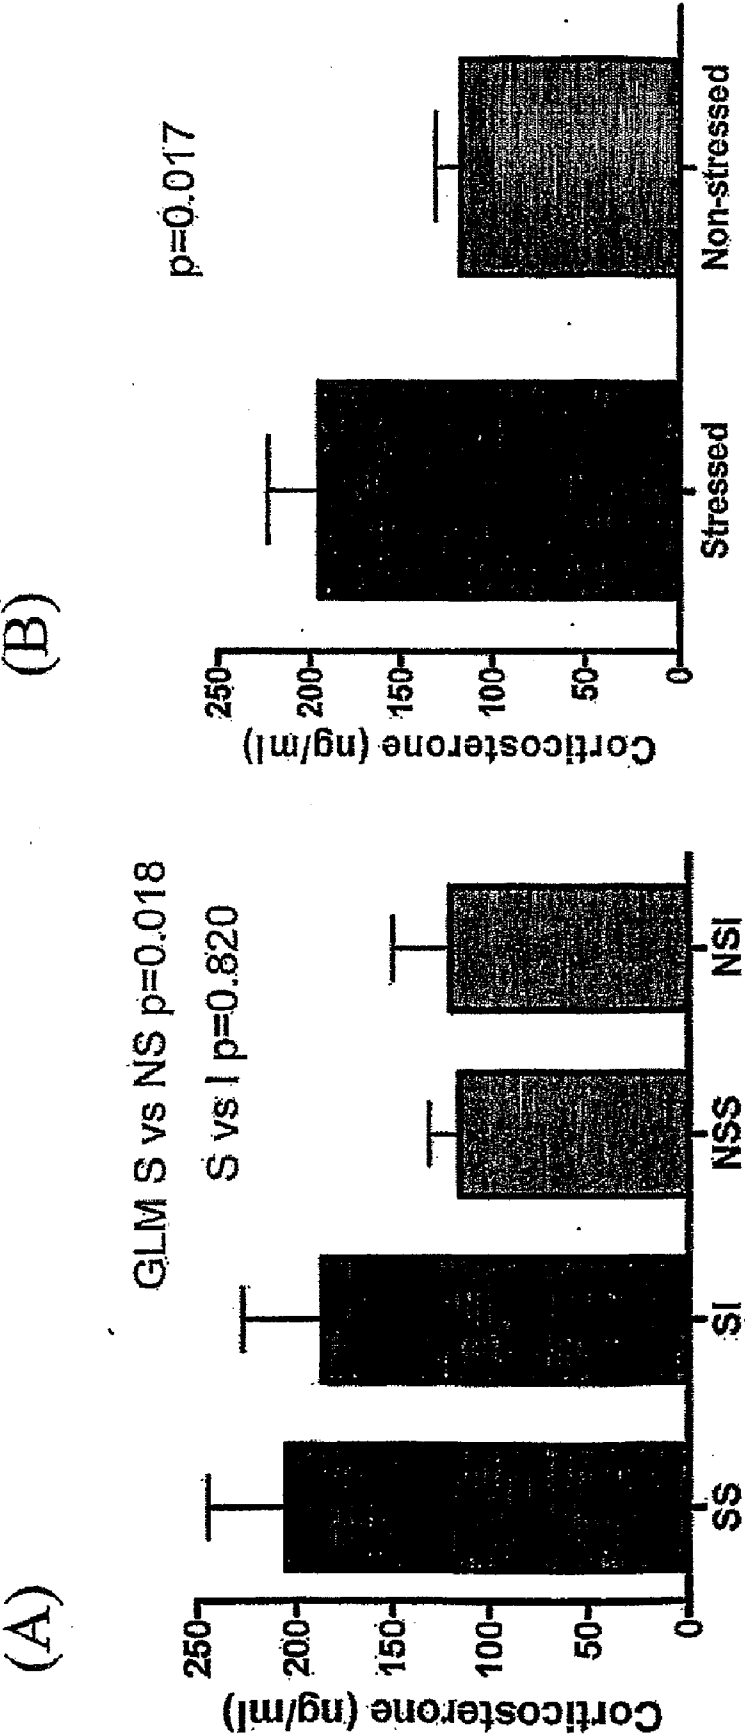 (A)
GLM S vs NS p=0.018
S vs I p=0.820
Corticosterone (ng/ml)
250
200
150
100
50
0
SS
SI
NSS
NSI
(B)
p=0.017
Corticosterone (ng/ml)
250
200
150
100
50
0
Stressed
Non-stressed